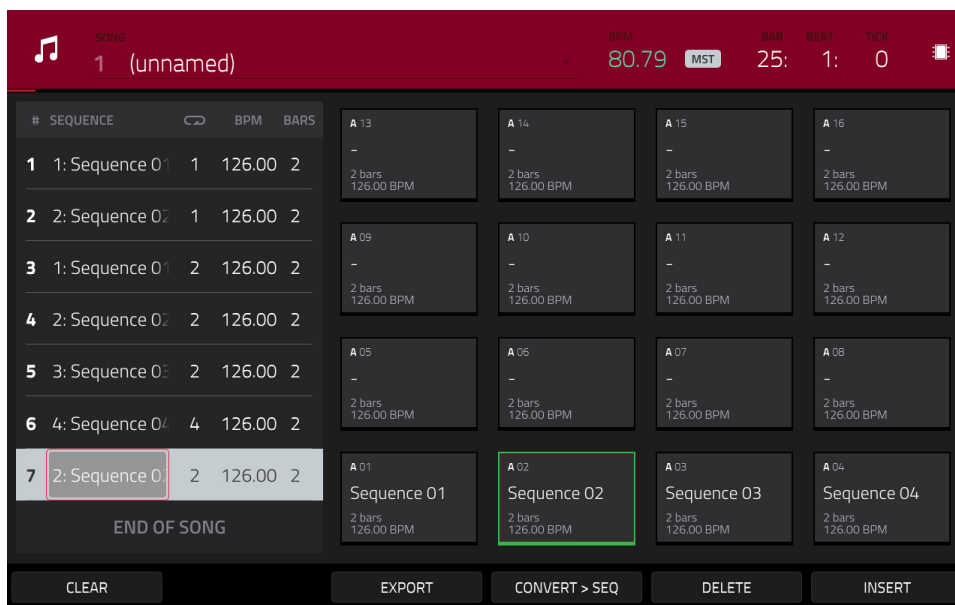 SONG BPM BAR BEAT TICK
1 (unnamed) 80.79 MST 25: 1: 0
# SEQUENCE BPM BARS
1 1: Sequence 01 1 126.00 2
2 2: Sequence 02 1 126.00 2
3 1: Sequence 01 2 126.00 2
4 2: Sequence 02 2 126.00 2
5 3: Sequence 03 2 126.00 2
6 4: Sequence 04 4 126.00 2
7 2: Sequence 02 2 126.00 2
END OF SONG
A 13 A 14 A 15 A 16
- - - -
2 bars 2 bars 2 bars 2 bars
126.00 BPM 126.00 BPM 126.00 BPM 126.00 BPM
A 09 A 10 A 11 A 12
- - - -
2 bars 2 bars 2 bars 2 bars
126.00 BPM 126.00 BPM 126.00 BPM 126.00 BPM
A 05 A 06 A 07 A 08
- - - -
2 bars 2 bars 2 bars 2 bars
126.00 BPM 126.00 BPM 126.00 BPM 126.00 BPM
A 01 A 02 A 03 A 04
Sequence 01 Sequence 02 Sequence 03 Sequence 04
2 bars 2 bars 2 bars 2 bars
126.00 BPM 126.00 BPM 126.00 BPM 126.00 BPM
CLEAR EXPORT CONVERT > SEQ DELETE INSERT